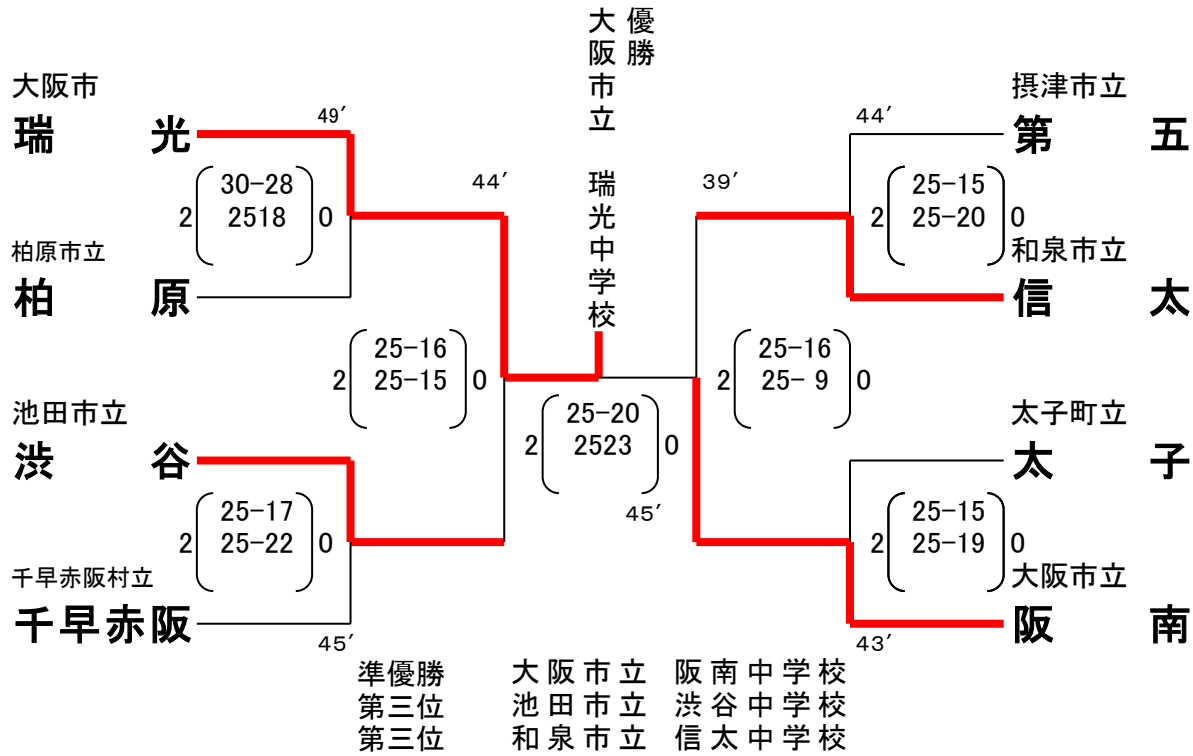 優勝
大阪市立 瑞光中学校
大阪市
瑞光
49′
30-28
2 2518 0
柏原市立
柏原
44′
25-16
2 25-15 0
池田市立
渋谷
25-17
2 25-22 0
千早赤阪村立
千早赤阪
45′
25-20
2 2523 0
45′
摂津市立
44′
第五
25-15
2 25-20 0
和泉市立
信太
39′
25-16
2 25- 9 0
太子町立
太子
25-15
2 25-19 0
大阪市立
阪南
43′
準優勝 大阪市立 阪南中学校
第三位 池田市立 渋谷中学校
第三位 和泉市立 信太中学校